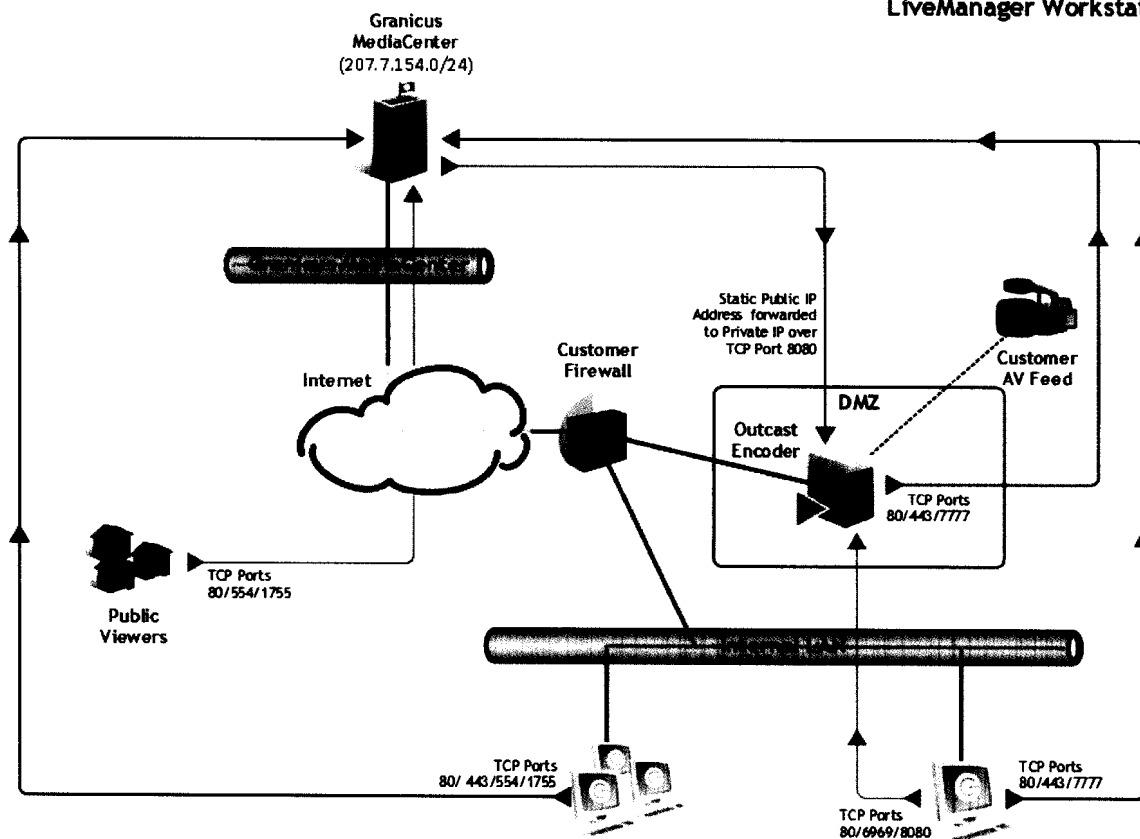 LiveManager Workstat
Granicus
MediaCenter
(207.7.154.0/24)
Static Public IP
Address forwarded
to Private IP over
TCP Port 8080
Customer
AV Feed
Internet
Customer
Firewall
DMZ
Outcast
Encoder
TCP Ports
80/443/7777
TCP Ports
80/554/1755
Public
Viewers
TCP Ports
80/ 443/554/1755
TCP Ports
80/443/7777
TCP Ports
80/6969/8080